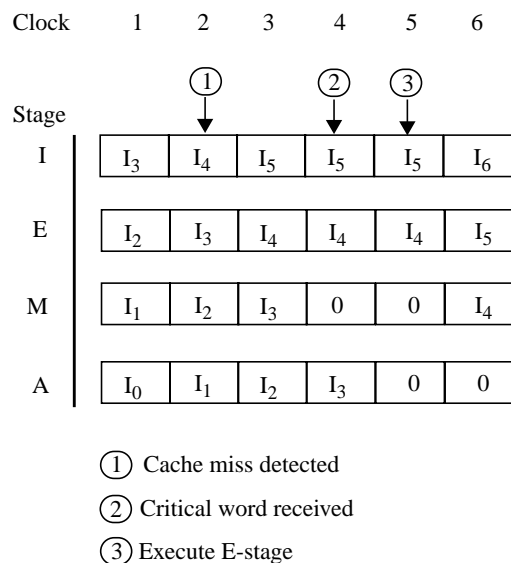 Clock 1 2 3 4 5 6
1 2 3
Stage
I I₃ I₄ I₅ I₅ I₅ I₆
E I₂ I₃ I₄ I₄ I₄ I₅
M I₁ I₂ I₃ 0 0 I₄
A I₀ I₁ I₂ I₃ 0 0
1 Cache miss detected
2 Critical word received
3 Execute E-stage